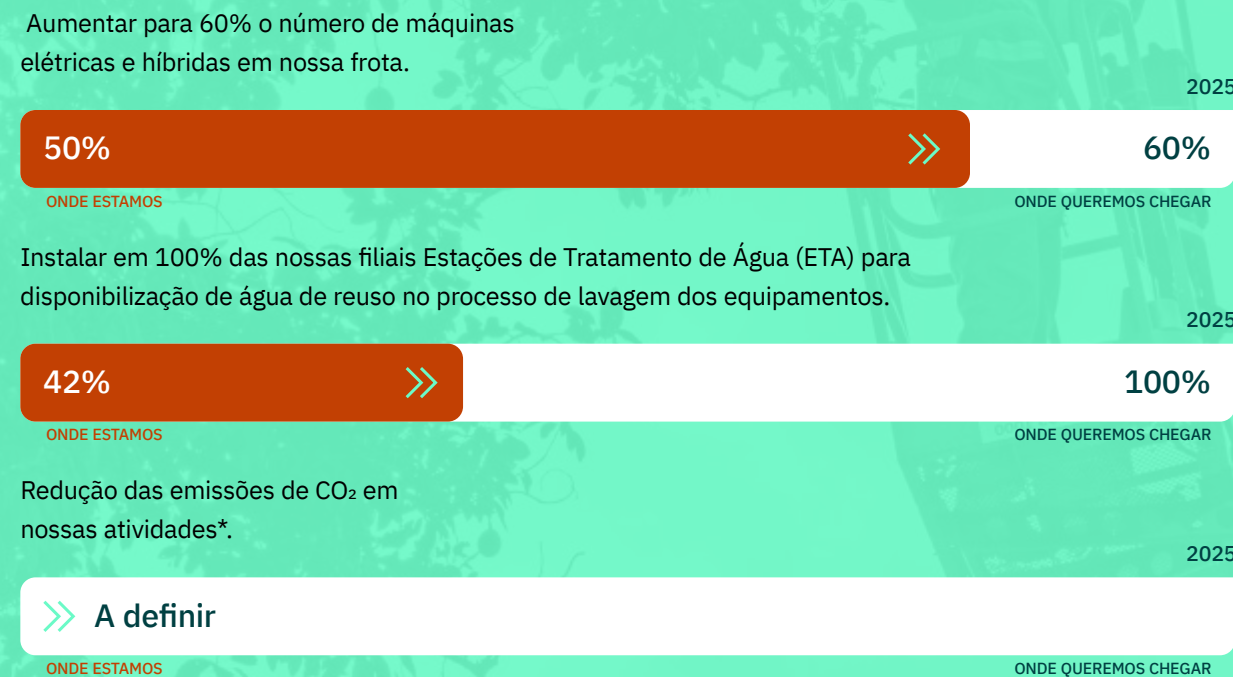 Aumentar para 60% o número de máquinas
elétricas e híbridas em nossa frota.
2025
50%
60%
ONDE ESTAMOS
ONDE QUEREMOS CHEGAR
Instalar em 100% das nossas filiais Estações de Tratamento de Água (ETA) para
disponibilização de água de reuso no processo de lavagem dos equipamentos.
2025
42%
100%
ONDE ESTAMOS
ONDE QUEREMOS CHEGAR
Redução das emissões de CO₂ em
nossas atividades*.
2025
A definir
ONDE ESTAMOS
ONDE QUEREMOS CHEGAR